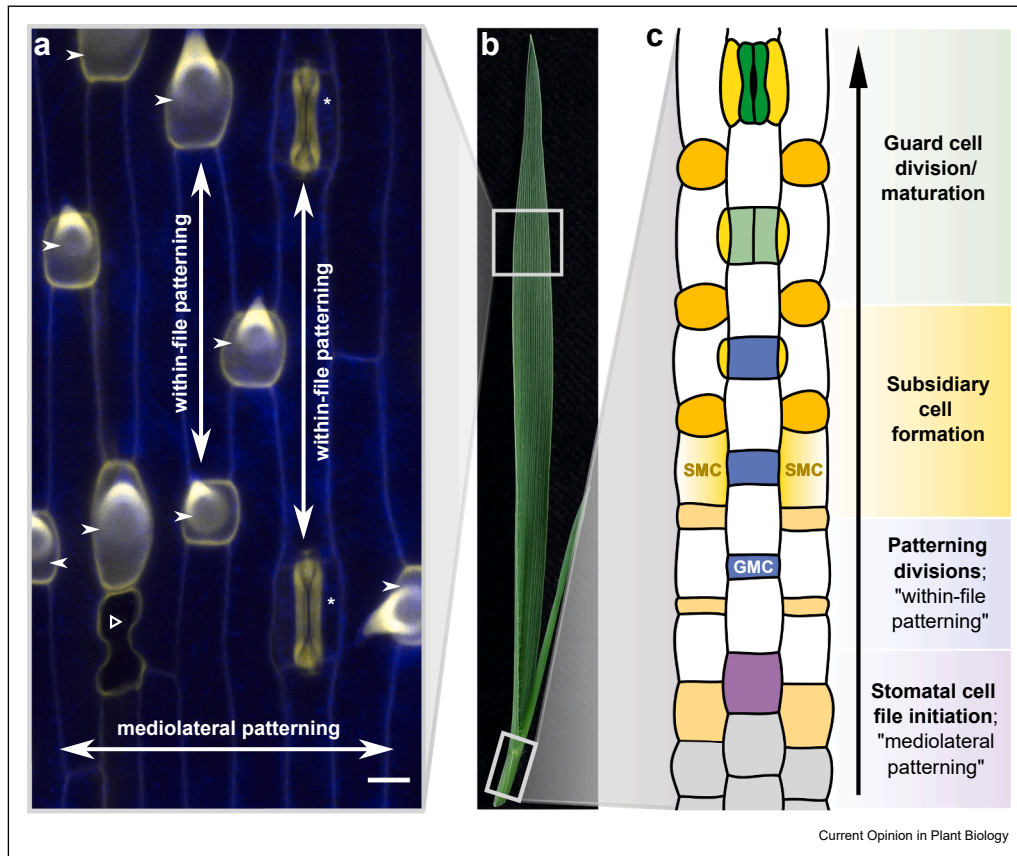 a
within-file patterning
within-file patterning
*
*
mediolateral patterning
b
c
SMC
SMC
GMC
Guard cell
division/
maturation
Subsidiary
cell
formation
Patterning
divisions;
"within-file
patterning"
Stomatal cell
file initiation;
"mediolateral
patterning"
Current Opinion in Plant Biology